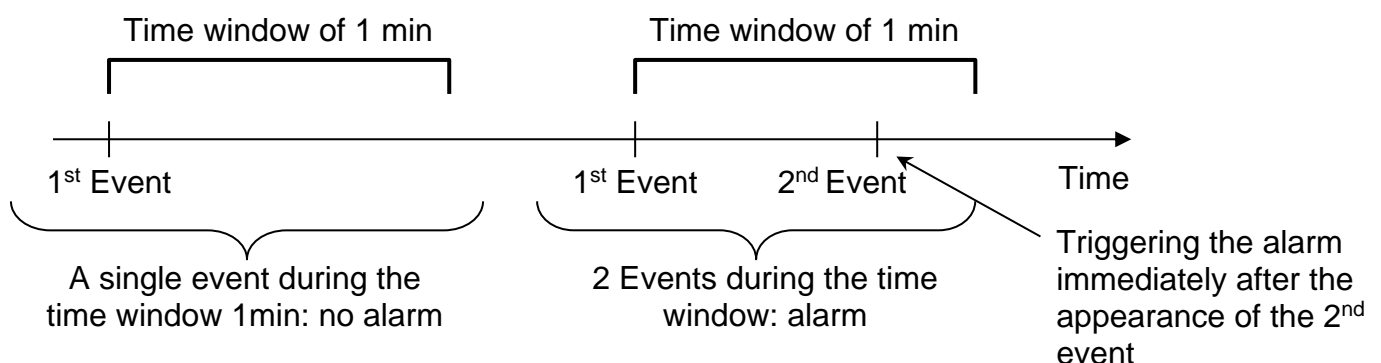 Time window of 1 min
Time window of 1 min
1st Event
1st Event
2nd Event
Time
A single event during the
time window 1min: no alarm
2 Events during the time
window: alarm
Triggering the alarm
immediately after the
appearance of the 2nd
event